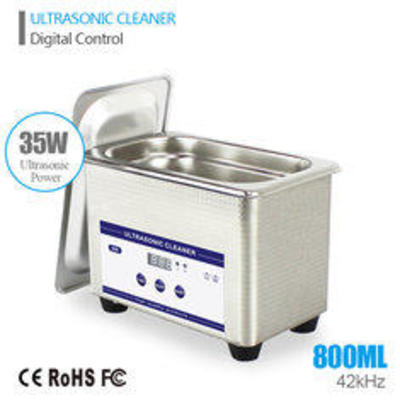 ULTRASONIC CLEANER
Digital Control
35W
Ultrasonic
Power
ULTRASONIC CLEANER
800ML
42kHz
CE RoHS FC